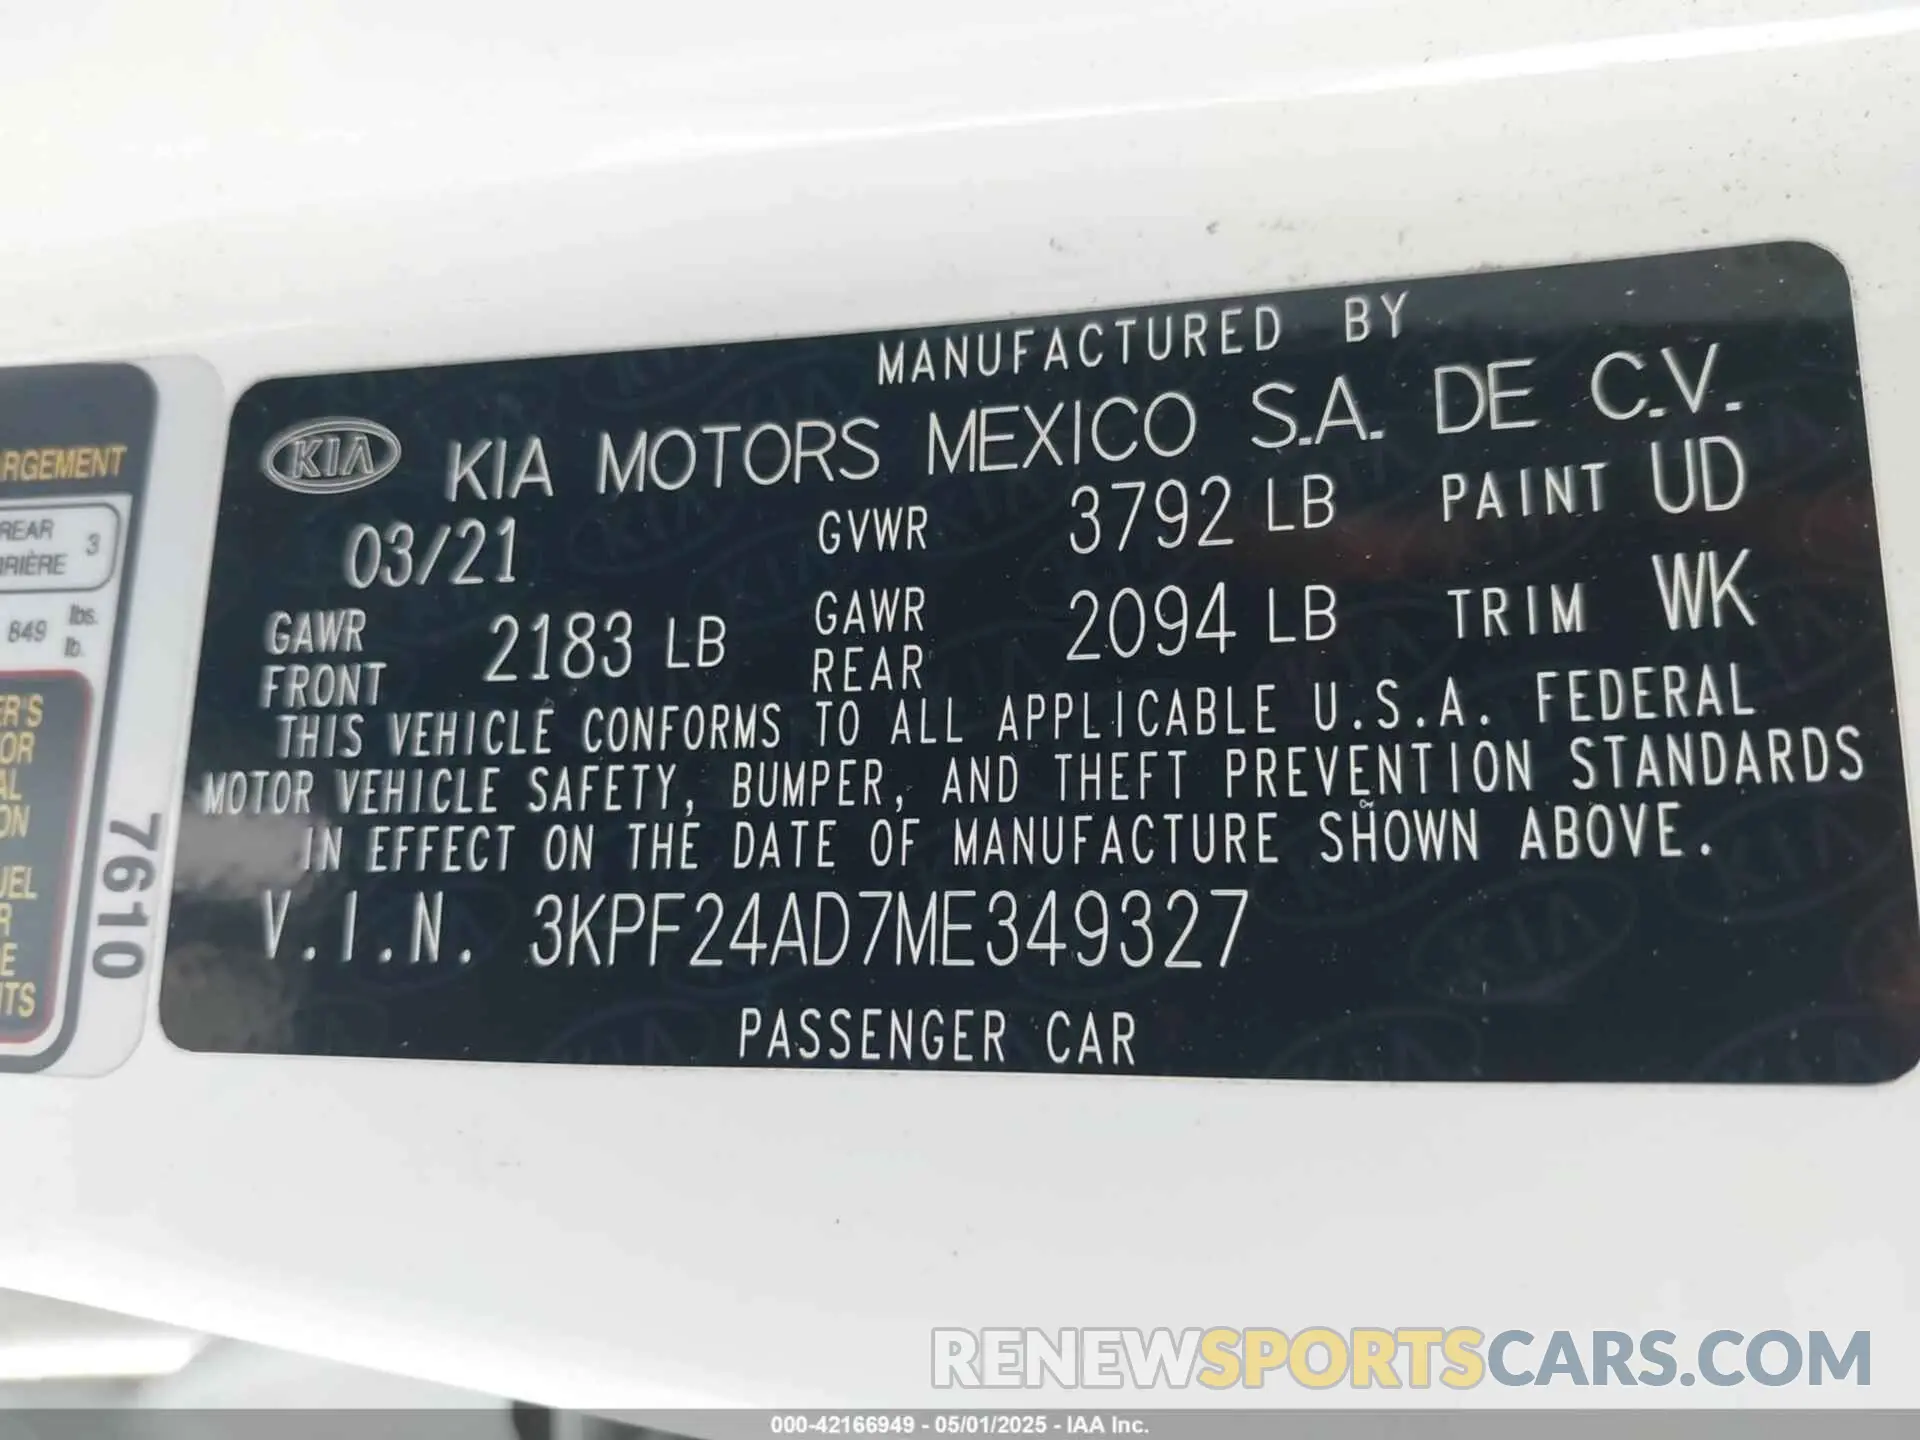 RGEMENT
REAR
3
849
lbs.
lb.
7610
MANUFACTURED BY
KIA KIA MOTORS MEXICO S.A. DE C.V.
03/21 GVWR 3792 LB PAINT UD
GAWR FRONT 2183 LB GAWR REAR 2094 LB TRIM WK
THIS VEHICLE CONFORMS TO ALL APPLICABLE U.S.A. FEDERAL
MOTOR VEHICLE SAFETY, BUMPER, AND THEFT PREVENTION STANDARDS
IN EFFECT ON THE DATE OF MANUFACTURE SHOWN ABOVE.
V.I.N. 3KPF24AD7ME349327
PASSENGER CAR
RENEWSPORTSCARS.COM
000-42166949 - 05/01/2025 - IAA Inc.